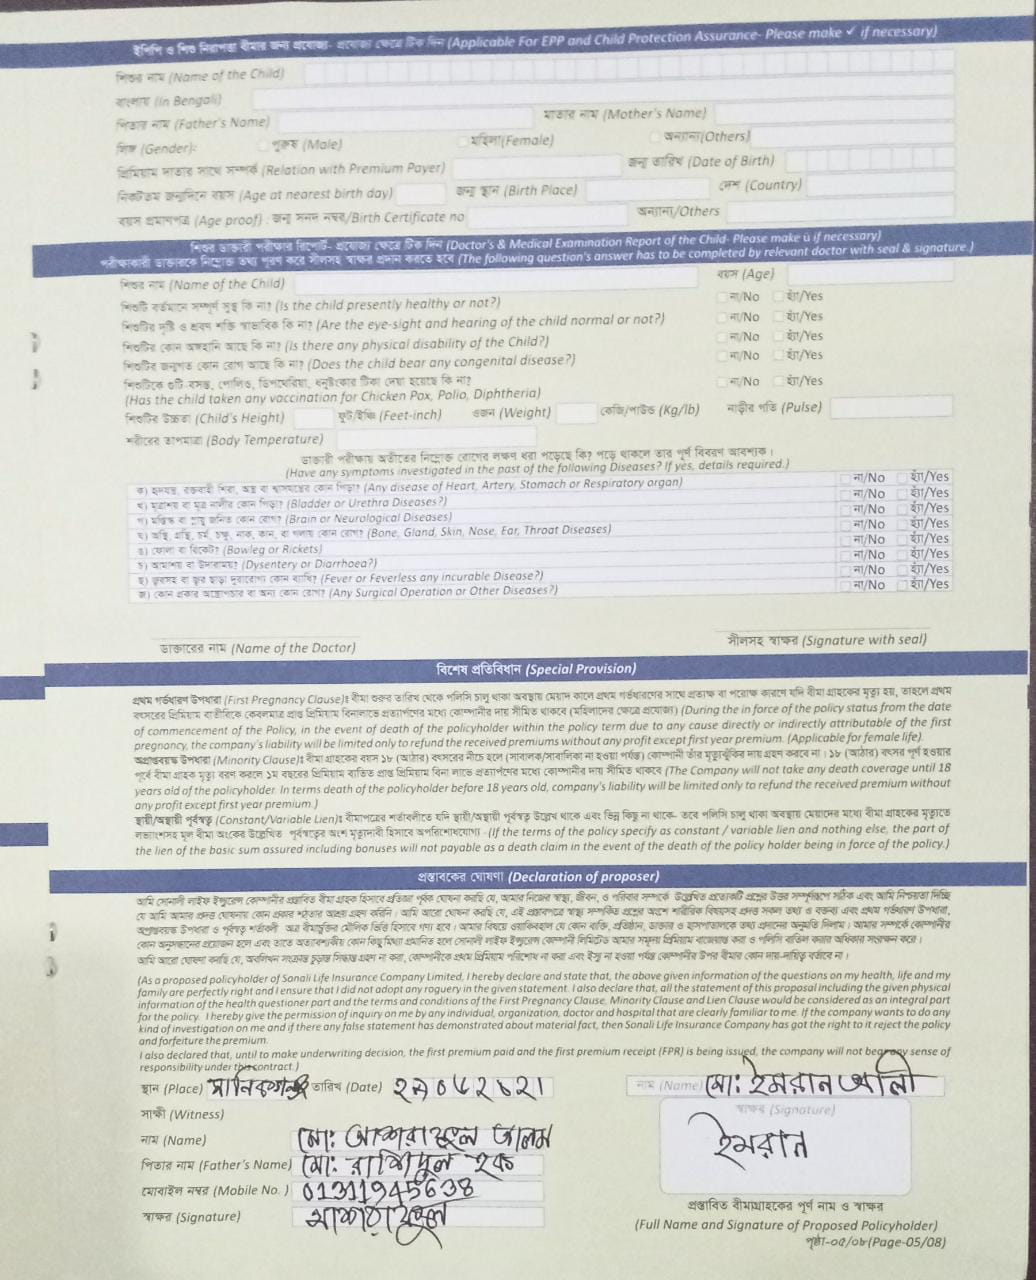 ইপিপি ও শিশু নিরাপত্তা বীমার জন্য প্রযোজ্য- প্রযোজ্য ক্ষেত্রে টিক দিন (Applicable For EPP and Child Protection Assurance- Please make ✓ if necessary)
শিশুর নাম (Name of the Child)
বাংলায় (In Bengali)
পিতার নাম (Father's Name) মাতার নাম (Mother's Name)
লিঙ্গ (Gender): পুরুষ (Male) মহিলা(Female) অন্যান্য(Others)
প্রিমিয়াম দাতার সাথে সম্পর্ক (Relation with Premium Payer) জন্ম তারিখ (Date of Birth)
নিকটতম জন্মদিনে বয়স (Age at nearest birth day) জন্ম স্থান (Birth Place) দেশ (Country)
বয়স প্রমাণপত্র (Age proof) : জন্ম সনদ নম্বর/Birth Certificate no অন্যান্য/Others
শিশুর ডাক্তারী পরীক্ষার রিপোর্ট- প্রযোজ্য ক্ষেত্রে টিক দিন (Doctor's & Medical Examination Report of the Child- Please make ü if necessary)
পরীক্ষাকারী ডাক্তারকে নিম্নোক্ত তথ্য পূরণ করে সীলসহ স্বাক্ষর প্রদান করতে হবে (The following question's answer has to be completed by relevant doctor with seal & signature.)
শিশুর নাম (Name of the Child) বয়স (Age)
শিশুটি বর্তমানে সম্পূর্ণ সুস্থ কি না? (Is the child presently healthy or not?) না/No হ্যাঁ/Yes
শিশুটির দৃষ্টি ও শ্রবণ শক্তি স্বাভাবিক কি না? (Are the eye-sight and hearing of the child normal or not?) না/No হ্যাঁ/Yes
শিশুটির কোন অঙ্গহানি আছে কি না? (Is there any physical disability of the Child?) না/No হ্যাঁ/Yes
শিশুটির জন্মগত কোন রোগ আছে কি না? (Does the child bear any congenital disease?) না/No হ্যাঁ/Yes
শিশুটিকে গুটি বসন্ত, পোলিও, ডিপথেরিয়া, ধনুষ্টংকার টিকা দেয়া হয়েছে কি না? না/No হ্যাঁ/Yes
(Has the child taken any vaccination for Chicken Pox, Polio, Diphtheria)
শিশুটির উচ্চতা (Child's Height) ফুট/ইঞ্চি (Feet-inch) ওজন (Weight) কেজি/পাউন্ড (Kg/lb) নাড়ীর গতি (Pulse)
শরীরের তাপমাত্রা (Body Temperature)
ডাক্তারী পরীক্ষায় অতীতের নিম্নোক্ত রোগের লক্ষণ ধরা পড়েছে কি? পড়ে থাকলে তার পূর্ণ বিবরণ আবশ্যক।
(Have any symptoms investigated in the past of the following Diseases? If yes, details required.)
ক) হৃদযন্ত্র, রক্তবাহী শিরা, অন্ত্র বা শ্বাসযন্ত্রের কোন পিড়া? (Any disease of Heart, Artery, Stomach or Respiratory organ) না/No হ্যাঁ/Yes
খ) মূত্রাশয় বা মূত্র নালীর কোন পিড়া? (Bladder or Urethra Diseases?) না/No হ্যাঁ/Yes
গ) মস্তিষ্ক বা স্নায়ু জনিত কোন রোগ? (Brain or Neurological Diseases) না/No হ্যাঁ/Yes
ঘ) অস্থি, গ্রন্থি, চর্ম, চক্ষু, নাক, কান, বা গলায় কোন রোগ? (Bone, Gland, Skin, Nose, Ear, Throat Diseases) না/No হ্যাঁ/Yes
ঙ) ফোলা বা রিকেট? (Bowleg or Rickets) না/No হ্যাঁ/Yes
চ) আমাশয় বা উদরাময়? (Dysentery or Diarrhoea?) না/No হ্যাঁ/Yes
ছ) জ্বরসহ বা জ্বর ছাড়া দুরারোগ্য কোন ব্যাধি? (Fever or Feverless any incurable Disease?) না/No হ্যাঁ/Yes
জ) কোন প্রকার অস্ত্রোপচার বা অন্য কোন রোগ? (Any Surgical Operation or Other Diseases?) না/No হ্যাঁ/Yes
ডাক্তারের নাম (Name of the Doctor) সীলসহ স্বাক্ষর (Signature with seal)
বিশেষ প্রতিবিধান (Special Provision)
প্রথম গর্ভধারণ উপধারা (First Pregnancy Clause)ঃ বীমা শুরুর তারিখ থেকে পলিসি চালু থাকা অবস্থায় মেয়াদ কালে প্রথম গর্ভধারণের সাথে প্রত্যক্ষ বা পরোক্ষ কারণে যদি বীমা গ্রাহকের মৃত্যু হয়, তাহলে প্রথম
বৎসরের প্রিমিয়াম ব্যতীরিকে কেবলমাত্র প্রাপ্ত প্রিমিয়াম বিনালাভে প্রত্যার্পণের মধ্যে কোম্পানীর দায় সীমিত থাকবে (মহিলাদের ক্ষেত্রে প্রযোজ্য) (During the in force of the policy status from the date
of commencement of the Policy, in the event of death of the policyholder within the policy term due to any cause directly or indirectly attributable of the first
pregnancy, the company's liability will be limited only to refund the received premiums without any profit except first year premium. (Applicable for female life).
অপ্রাপ্তবয়স্ক উপধারা (Minority Clause)ঃ বীমা গ্রাহকের বয়স ১৮ (আঠার) বৎসরের নীচে হলে (সাবালক/সাবালিকা না হওয়া পর্যন্ত) কোম্পানী তাঁর মৃত্যুঝুঁকির দায় গ্রহণ করবে না। ১৮ (আঠার) বৎসর পূর্ণ হওয়ার
পূর্বে বীমা গ্রাহক মৃত্যু বরণ করলে ১ম বছরের প্রিমিয়াম ব্যতিত প্রাপ্ত প্রিমিয়াম বিনা লাভে প্রত্যার্পণের মধ্যে কোম্পানীর দায় সীমিত থাকবে (The Company will not take any death coverage until 18
years old of the policyholder. In terms death of the policyholder before 18 years old, company's liability will be limited only to refund the received premium without
any profit except first year premium.)
স্থায়ী/অস্থায়ী পূর্বস্বত্ব (Constant/Variable Lien)ঃ বীমাপত্রের শর্তাবলীতে যদি স্থায়ী/অস্থায়ী পূর্বস্বত্ব উল্লেখ থাকে এবং ভিন্ন কিছু না থাকে- তবে পলিসি চালু থাকা অবস্থায় মেয়াদের মধ্যে বীমা গ্রাহকের মৃত্যুতে
লভ্যাংশসহ মূল বীমা অংকের উল্লেখিত পূর্বস্বত্বের অংশ মৃত্যুদাবী হিসাবে অপরিশোধযোগ্য - (If the terms of the policy specify as constant / variable lien and nothing else, the part of
the lien of the basic sum assured including bonuses will not payable as a death claim in the event of the death of the policy holder being in force of the policy.)
প্রস্তাবকের ঘোষণা (Declaration of proposer)
আমি সোনালী লাইফ ইন্স্যুরেন্স কোম্পানীর প্রস্তাবিত বীমা গ্রাহক হিসেবে প্রতিজ্ঞা পূর্বক ঘোষণা করছি যে, আমার নিজের স্বাস্থ্য, জীবন, ও পরিবার সম্পর্কে উল্লেখিত প্রত্যেকটি প্রশ্নের উত্তর সম্পূর্ণরূপে সঠিক এবং আমি নিশ্চয়তা দিচ্ছি
যে আমি আমার প্রদত্ত ঘোষনায় কোন প্রকার শঠতার আশ্রয় গ্রহণ করিনি। আমি আরো ঘোষনা করছি যে, এই প্রস্তাবপত্রে স্বাস্থ্য সম্পর্কিত প্রশ্নের অংশে শারীরিক বিষয়সহ প্রদত্ত সকল তথ্য ও বক্তব্য এবং প্রথম গর্ভধারণ উপধারা,
অপ্রাপ্তবয়স্ক উপধারা ও পূর্বস্বত্ব শর্তাবলী অত্র বীমাচুক্তির মৌলিক ভিত্তি হিসাবে গণ্য হবে। আমার বিষয়ে ওয়াকিবহাল যে কোন ব্যক্তি, প্রতিষ্ঠান, ডাক্তার ও হাসপাতালকে তথ্য প্রদানের অনুমতি দিলাম। আমার সম্পর্কে কোম্পানীর
কোন অনুসন্ধানের প্রয়োজন হলে এবং তাতে অত্যাবশ্যকীয় কোন কিছু মিথ্যা প্রমানিত হলে সোনালী লাইফ ইন্স্যুরেন্স কোম্পানী লিমিটেড আমার সমুদয় প্রিমিয়াম বাজেয়াপ্ত করা ও পলিসি বাতিল করার অধিকার সংরক্ষন করে।
আমি আরো ঘোষনা করছি যে, অবলিখন সংক্রান্ত চূড়ান্ত সিদ্ধান্ত গ্রহন না করা, কোম্পানীকে প্রথম প্রিমিয়াম পরিশোধ না করা এবং ইস্যু না হওয়া পর্যন্ত কোম্পানীর উপর বীমার কোন দায়-দায়িত্ব বর্তাবে না।
(As a proposed policyholder of Sonali Life Insurance Company Limited, I hereby declare and state that, the above given information of the questions on my health, life and my
family are perfectly right and I ensure that I did not adopt any roguery in the given statement. I also declare that, all the statement of this proposal including the given physical
information of the health questioner part and the terms and conditions of the First Pregnancy Clause, Minority Clause and Lien Clause would be considered as an integral part
for the policy. I hereby give the permission of inquiry on me by any individual, organization, doctor and hospital that are clearly familiar to me. If the company wants to do any
kind of investigation on me and if there any false statement has demonstrated about material fact, then Sonali Life Insurance Company has got the right to it reject the policy
and forfeiture the premium.
I also declared that, until to make underwriting decision, the first premium paid and the first premium receipt (FPR) is being issued, the company will not bear any sense of
responsibility under this contract.)
স্থান (Place) মানিকগঞ্জ তারিখ (Date) নাম (Name) মো: ইমরান আলী
সাক্ষী (Witness) স্বাক্ষর (Signature)
নাম (Name) মো: আশরাফুল আলম ইমরান
পিতার নাম (Father's Name) মো: রাশিদুল হক
মোবাইল নম্বর (Mobile No. ) 01311945638
স্বাক্ষর (Signature) আশরাফুল
প্রস্তাবিত বীমাগ্রাহকের পূর্ণ নাম ও স্বাক্ষর
(Full Name and Signature of Proposed Policyholder)
পৃষ্ঠা-০৫/০৮(Page-05/08)